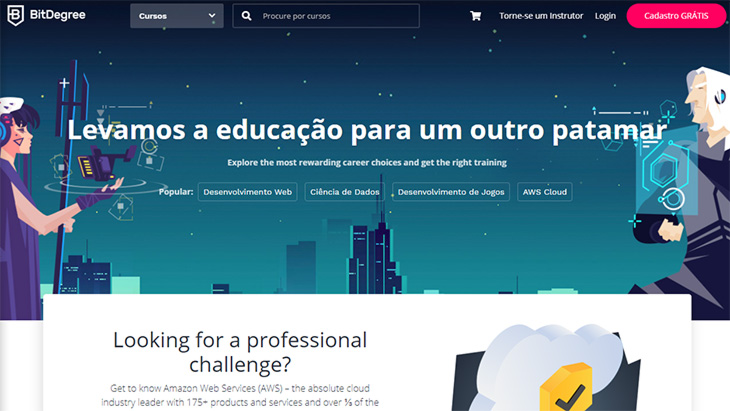 BitDegree
Cursos
Procure por cursos
Torne-se um Instrutor
Login
Cadastro GRÁTIS
Levamos a educação para um outro patamar
Explore the most rewarding career choices and get the right training
Popular: Desenvolvimento Web Ciência de Dados Desenvolvimento de Jogos AWS Cloud
Looking for a professional
challenge?
Get to know Amazon Web Services (AWS) – the absolute cloud
industry leader with 175+ products and services and over ⅓ of the